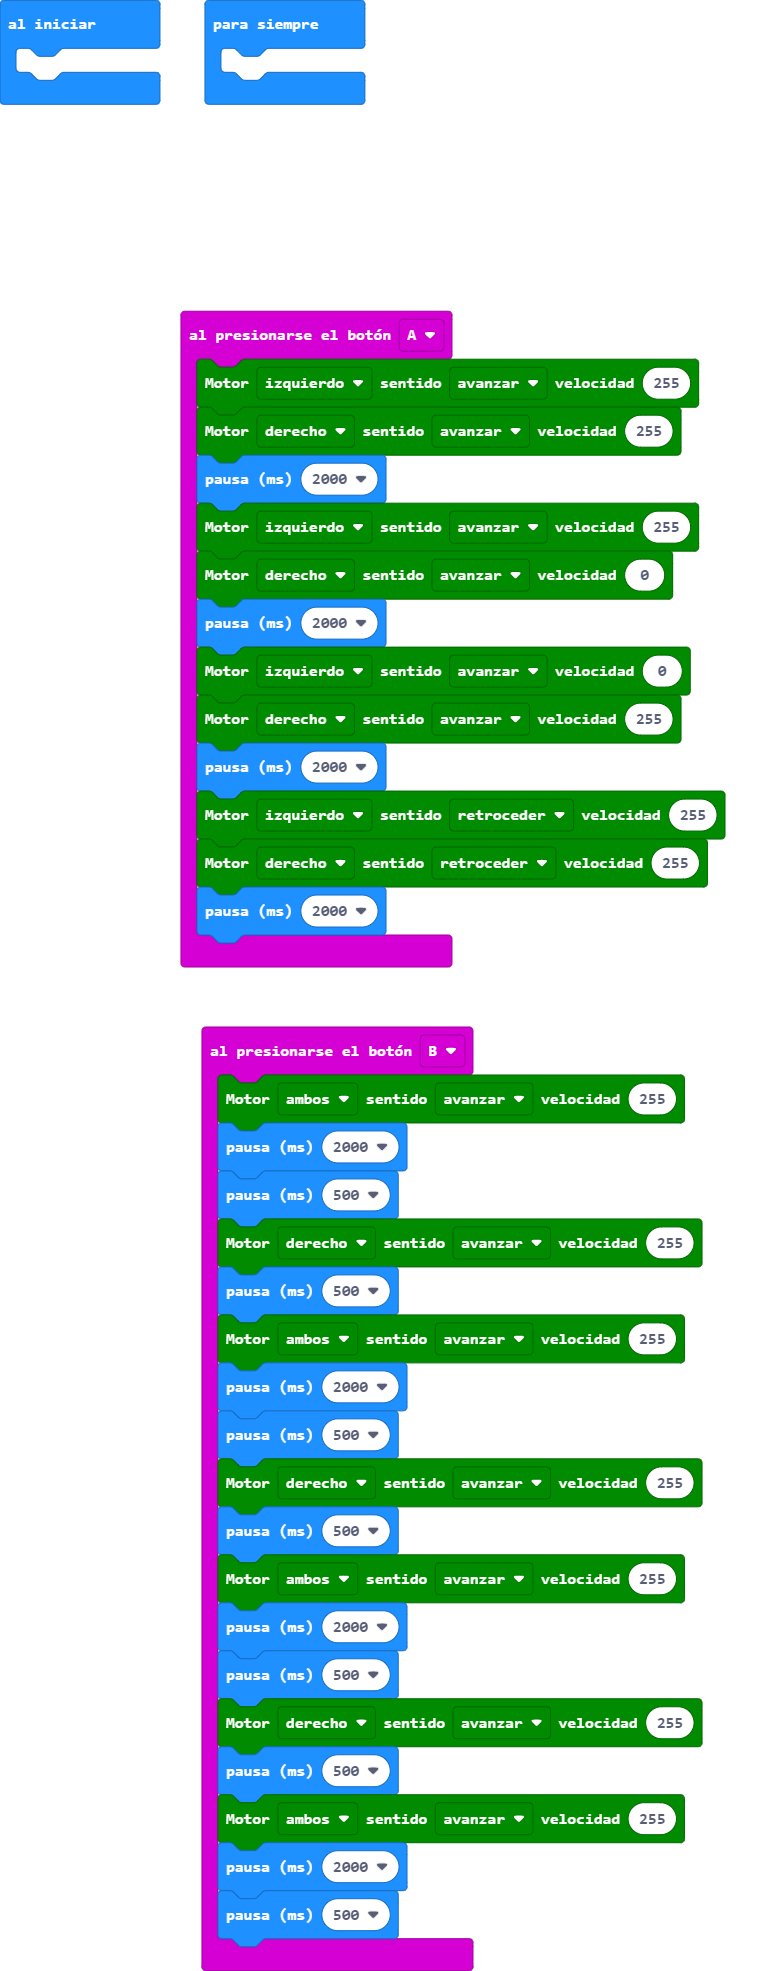 al iniciar
para siempre
al presionarse el botón A
Motor izquierdo sentido avanzar velocidad 255
Motor derecho sentido avanzar velocidad 255
pausa (ms) 2000
Motor izquierdo sentido avanzar velocidad 255
Motor derecho sentido avanzar velocidad 0
pausa (ms) 2000
Motor izquierdo sentido avanzar velocidad 0
Motor derecho sentido avanzar velocidad 255
pausa (ms) 2000
Motor izquierdo sentido retroceder velocidad 255
Motor derecho sentido retroceder velocidad 255
pausa (ms) 2000
al presionarse el botón B
Motor ambos sentido avanzar velocidad 255
pausa (ms) 2000
pausa (ms) 500
Motor derecho sentido avanzar velocidad 255
pausa (ms) 500
Motor ambos sentido avanzar velocidad 255
pausa (ms) 2000
pausa (ms) 500
Motor derecho sentido avanzar velocidad 255
pausa (ms) 500
Motor ambos sentido avanzar velocidad 255
pausa (ms) 2000
pausa (ms) 500
Motor derecho sentido avanzar velocidad 255
pausa (ms) 500
Motor ambos sentido avanzar velocidad 255
pausa (ms) 2000
pausa (ms) 500